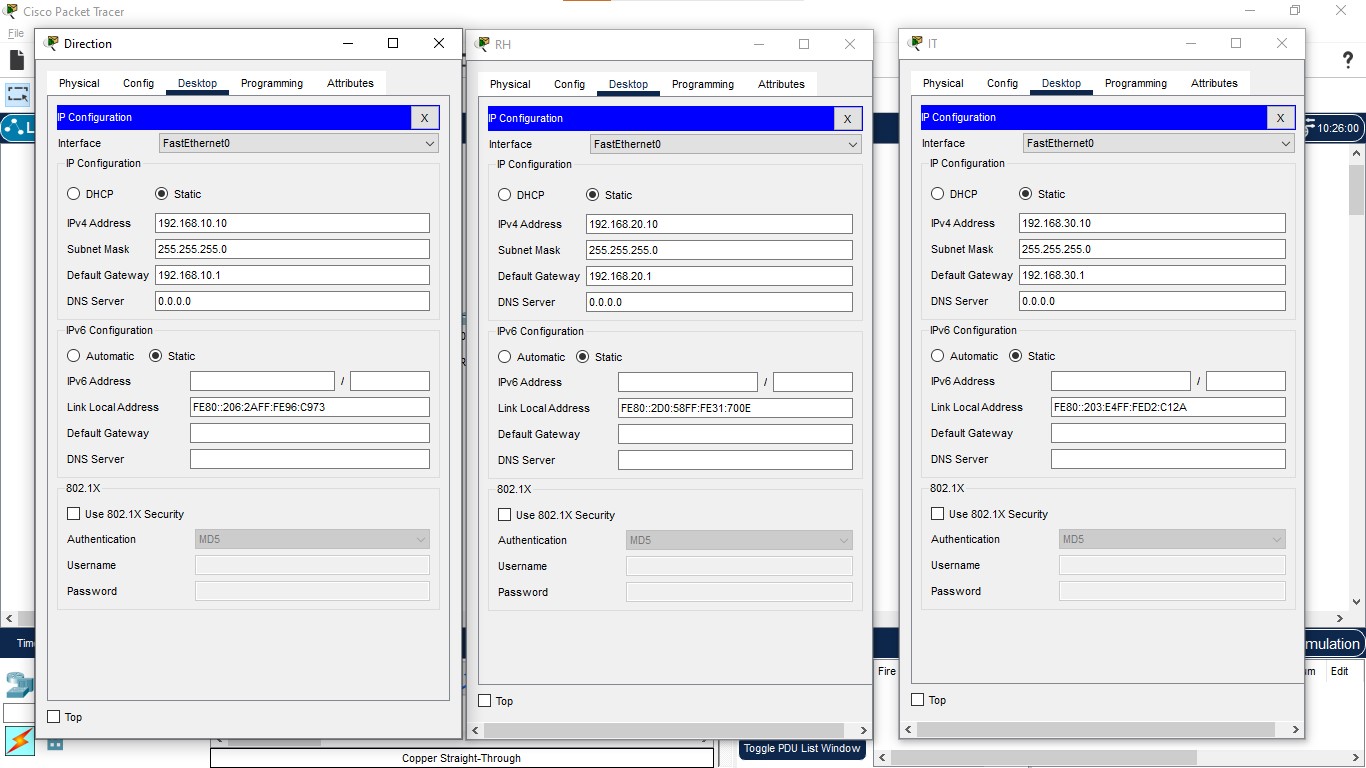 Cisco Packet Tracer
File
10:26:00
Direction
Physical Config Desktop Programming Attributes
IP Configuration X
Interface FastEthernet0
IP Configuration
DHCP Static
IPv4 Address 192.168.10.10
Subnet Mask 255.255.255.0
Default Gateway 192.168.10.1
DNS Server 0.0.0.0
IPv6 Configuration
Automatic Static
IPv6 Address /
Link Local Address FE80::206:2AFF:FE96:C973
Default Gateway
DNS Server
802.1X
Use 802.1X Security
Authentication MD5
Username
Password
Top
RH
Physical Config Desktop Programming Attributes
IP Configuration X
Interface FastEthernet0
IP Configuration
DHCP Static
IPv4 Address 192.168.20.10
Subnet Mask 255.255.255.0
Default Gateway 192.168.20.1
DNS Server 0.0.0.0
IPv6 Configuration
Automatic Static
IPv6 Address /
Link Local Address FE80::2D0:58FF:FE31:700E
Default Gateway
DNS Server
802.1X
Use 802.1X Security
Authentication MD5
Username
Password
Top
IT
Physical Config Desktop Programming Attributes
IP Configuration X
Interface FastEthernet0
IP Configuration
DHCP Static
IPv4 Address 192.168.30.10
Subnet Mask 255.255.255.0
Default Gateway 192.168.30.1
DNS Server 0.0.0.0
IPv6 Configuration
Automatic Static
IPv6 Address /
Link Local Address FE80::203:E4FF:FED2:C12A
Default Gateway
DNS Server
802.1X
Use 802.1X Security
Authentication MD5
Username
Password
Top
Fire Edit
Copper Straight-Through
Toggle PDU List Window